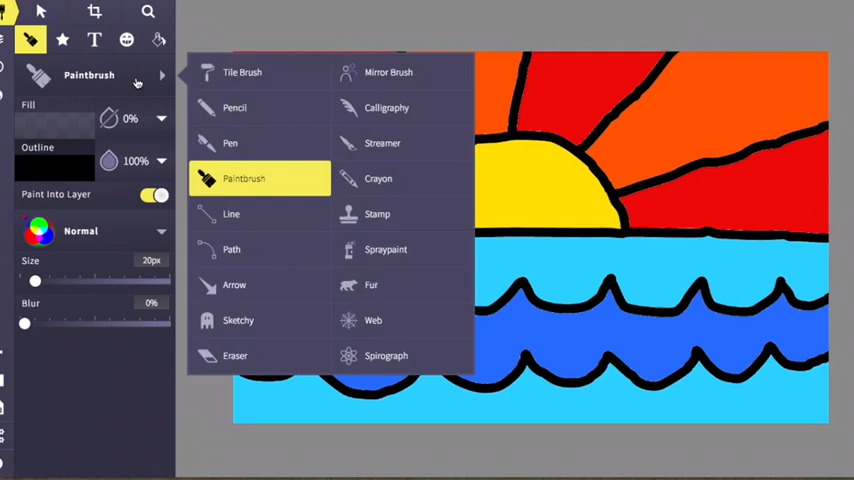 Paintbrush
Fill
0%
Outline
100%
Paint Into Layer
Normal
Size
20px
Blur
0%
Tile Brush
Mirror Brush
Pencil
Calligraphy
Pen
Streamer
Paintbrush
Crayon
Line
Stamp
Path
Spraypaint
Arrow
Fur
Sketchy
Web
Eraser
Spirograph